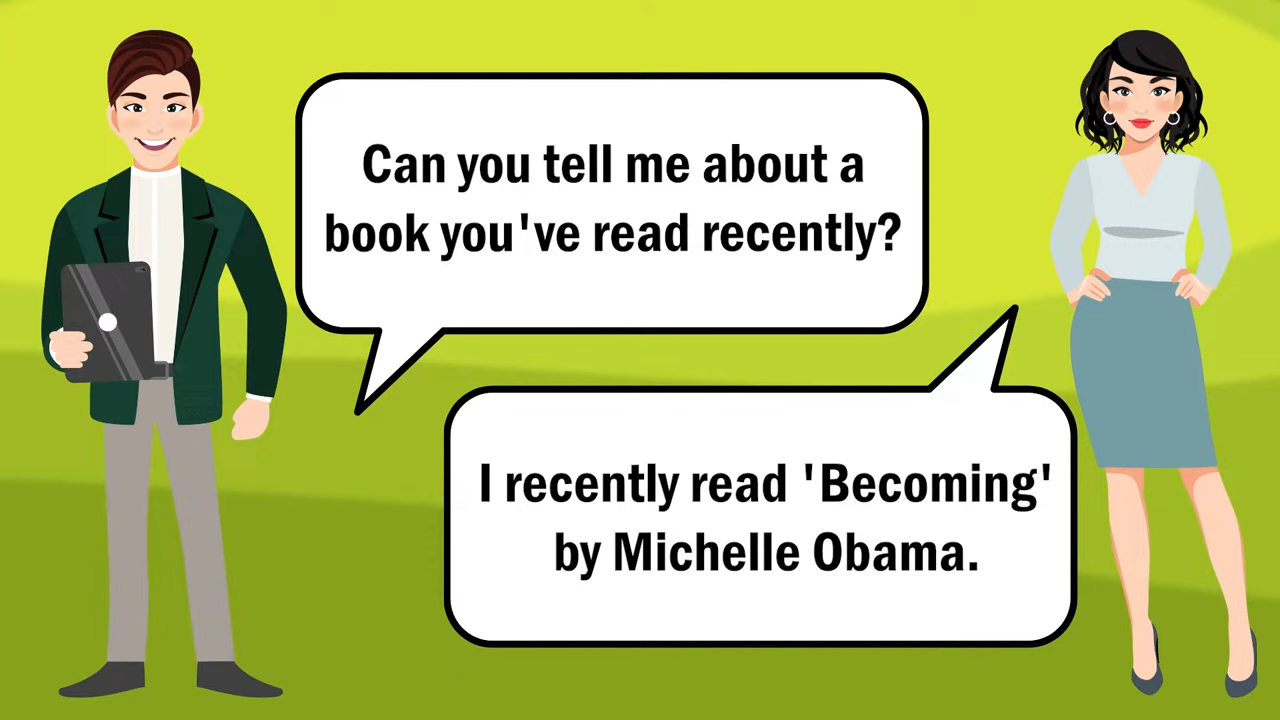 Can you tell me about a
book you've read recently?
I recently read 'Becoming'
by Michelle Obama.